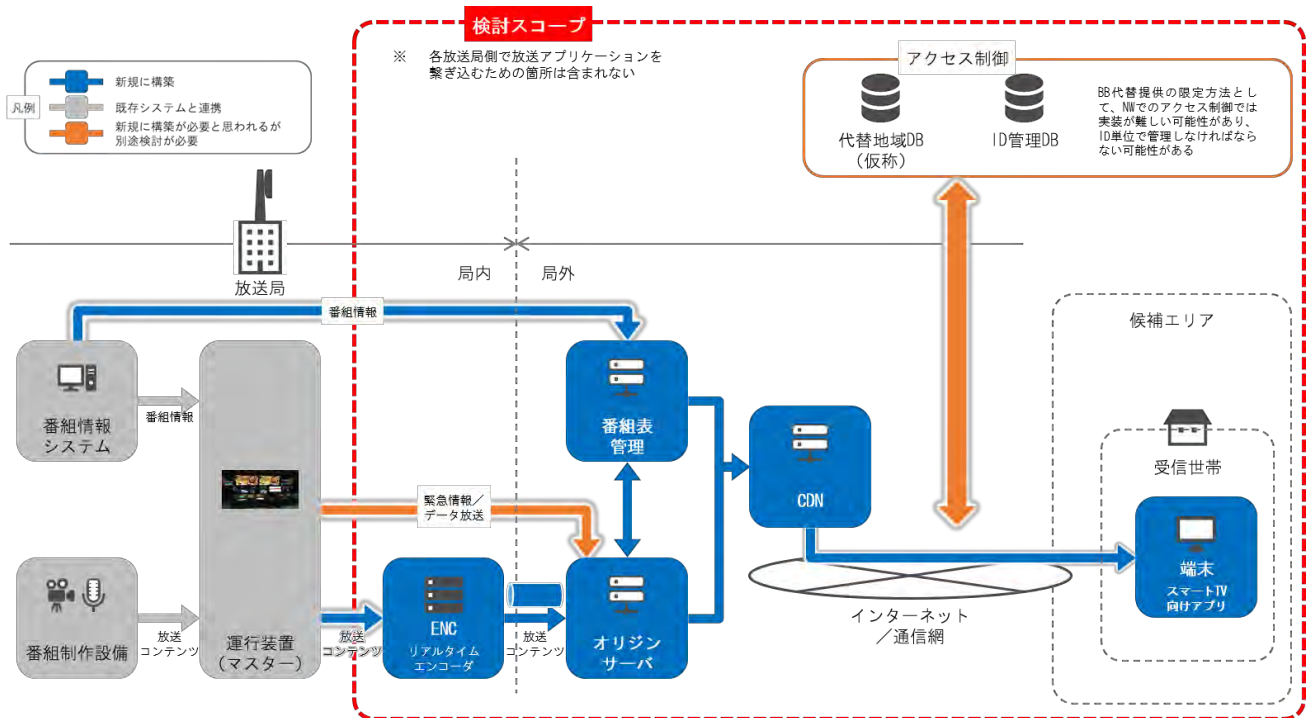 検討スコープ
※ 各放送局側で放送アプリケーションを
繋ぎ込むための箇所は含まれない
凡例
新規に構築
既存システムと連携
新規に構築が必要と思われるが
別途検討が必要
アクセス制御
代替地域DB
（仮称）
ID管理DB
BB代替提供の限定方法とし
て、NWでのアクセス制御では
実装が難しい可能性があり、
ID単位で管理しなければなら
ない可能性がある
放送局
局内
局外
番組情報
候補エリア
番組情報
システム
番組情報
番組表
管理
CDN
受信世帯
緊急情報／
データ放送
端末
スマートTV
向けアプリ
番組制作設備
放送
コンテンツ
運行装置
（マスター）
放送
コンテンツ
ENC
リアルタイム
エンコーダ
放送
コンテンツ
オリジン
サーバ
インターネット
／通信網